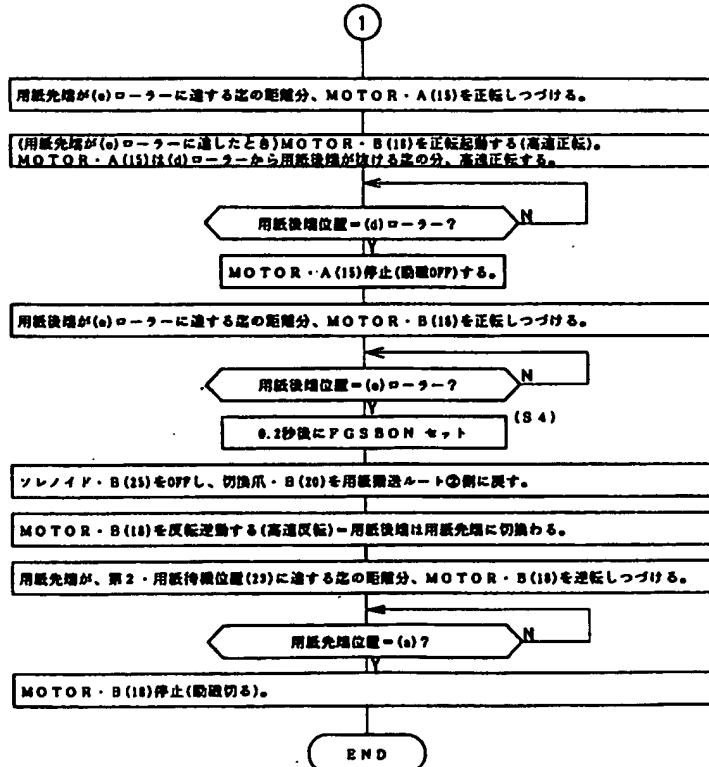 1
用紙先端が(e)ローラーに達する迄の距離分、MOTOR・A(15)を正転しつづける。
(用紙先端が(e)ローラーに達したとき)MOTOR・B(18)を正転起動する(高速正転)。
MOTOR・A(15)は(d)ローラーから用紙後端が抜ける迄の分、高速正転する。
用紙後端位置=(d)ローラー?
N
Y
MOTOR・A(15)停止(励磁OFF)する。
用紙後端が(e)ローラーに達する迄の距離分、MOTOR・B(18)を正転しつづける。
用紙後端位置=(e)ローラー?
N
Y
(S4)
0.2秒後にPGSBON セット
ソレノイド・B(25)をOFFし、切換爪・B(20)を用紙搬送ルート②側に戻す。
MOTOR・B(18)を反転逆動する(高速反転)=用紙後端は用紙先端に切換わる。
用紙先端が、第2・用紙待機位置(23)に達する迄の距離分、MOTOR・B(18)を逆転しつづける。
用紙先端位置=(a)?
N
Y
MOTOR・B(18)停止(励磁切る)。
END